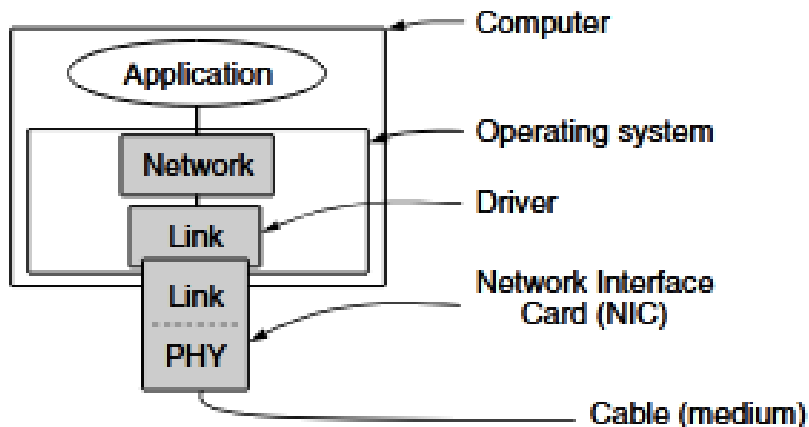 Computer
Application
Operating system
Network
Driver
Link
Link
Network Interface
Card (NIC)
PHY
Cable (medium)